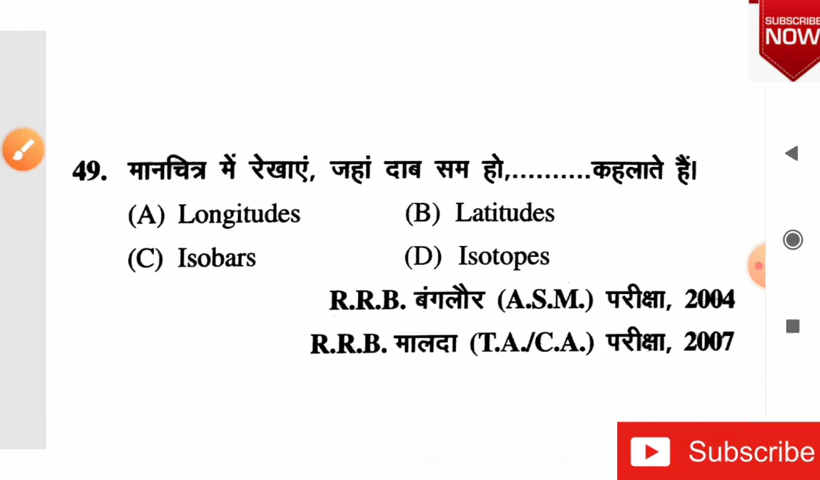 SUBSCRIBE
NOW
49. मानचित्र में रेखाएं, जहां दाब सम हो,..........कहलाते हैं।
(A) Longitudes (B) Latitudes
(C) Isobars (D) Isotopes
R.R.B. बंगलौर (A.S.M.) परीक्षा, 2004
R.R.B. मालदा (T.A./C.A.) परीक्षा, 2007
Subscribe